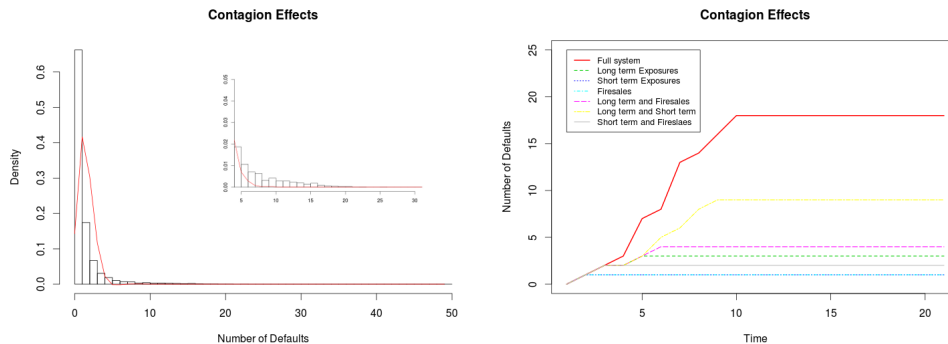 Contagion Effects
Density
0.0 0.1 0.2 0.3 0.4 0.5 0.6
0 10 20 30 40 50
Number of Defaults
0.00 0.01 0.02 0.03 0.04 0.05
5 10 15 20 25 30
Contagion Effects
Number of Defaults
0 5 10 15 20 25
Full system
Long term Exposures
Short term Exposures
Firesales
Long term and Firesales
Long term and Short term
Short term and Fireslaes
5 10 15 20
Time